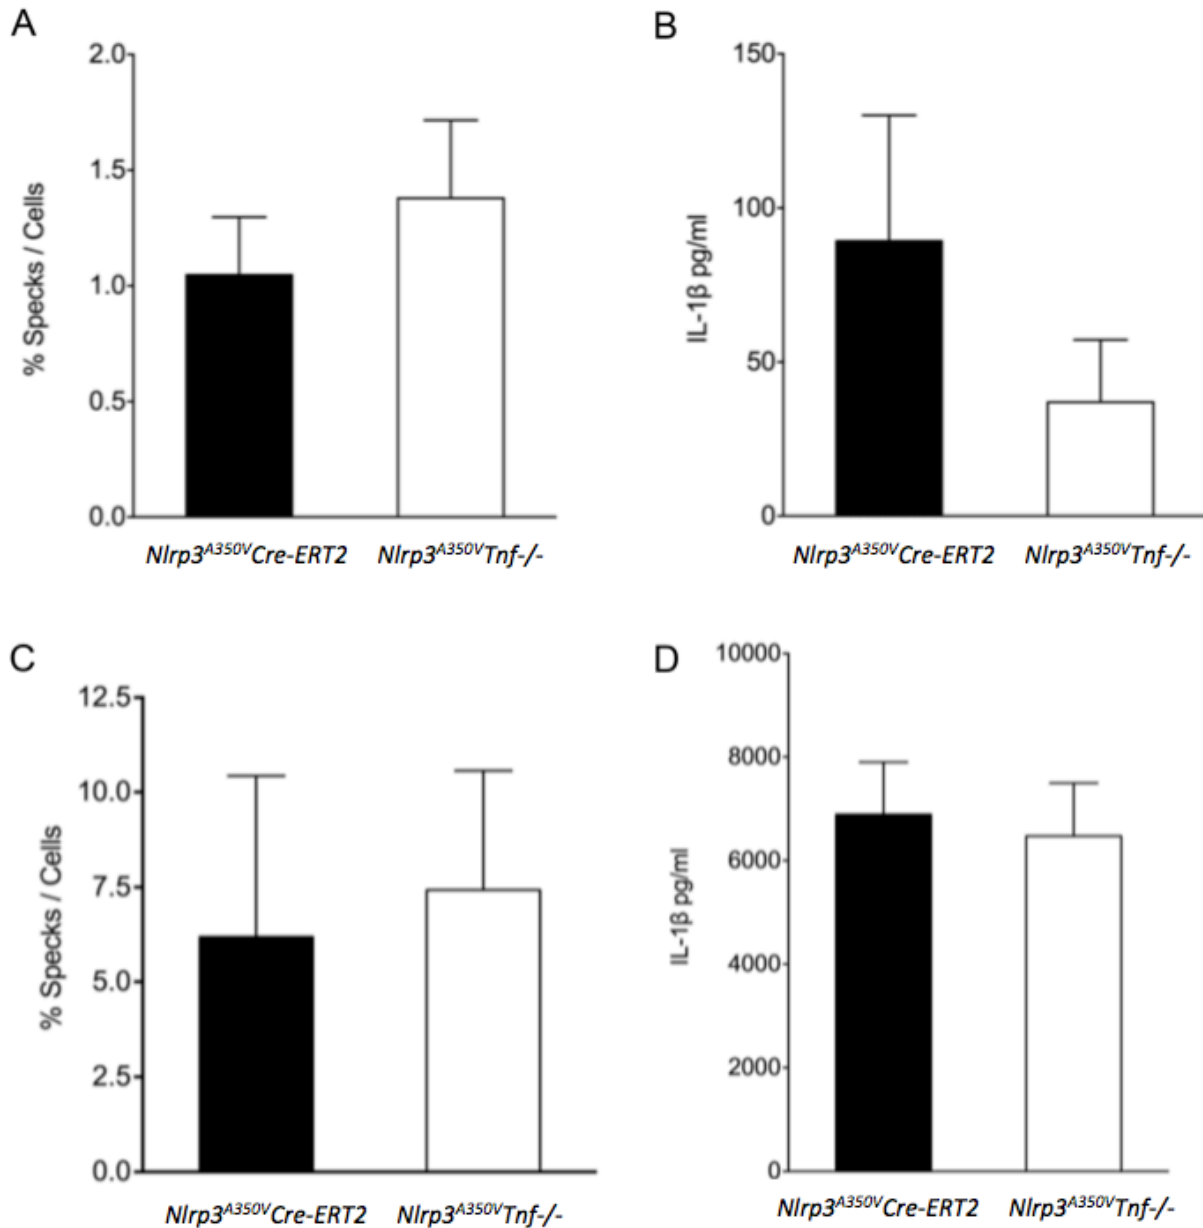 A
% Specks / Cells
2.0
1.5
1.0
0.5
0.0
Nlrp3A350VCre-ERT2 Nlrp3A350VTnf-/-
B
IL-1β pg/ml
150
100
50
0
Nlrp3A350VCre-ERT2 Nlrp3A350VTnf-/-
C
% Specks / Cells
12.5
10.0
7.5
5.0
2.5
0.0
Nlrp3A350VCre-ERT2 Nlrp3A350VTnf-/-
D
IL-1β pg/ml
10000
8000
6000
4000
2000
0
Nlrp3A350VCre-ERT2 Nlrp3A350VTnf-/-